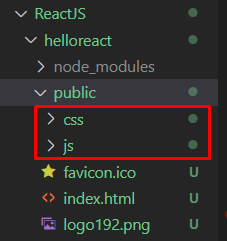 ReactJS
helloreact
node_modules
public
css
js
favicon.ico U
index.html U
logo192.png U